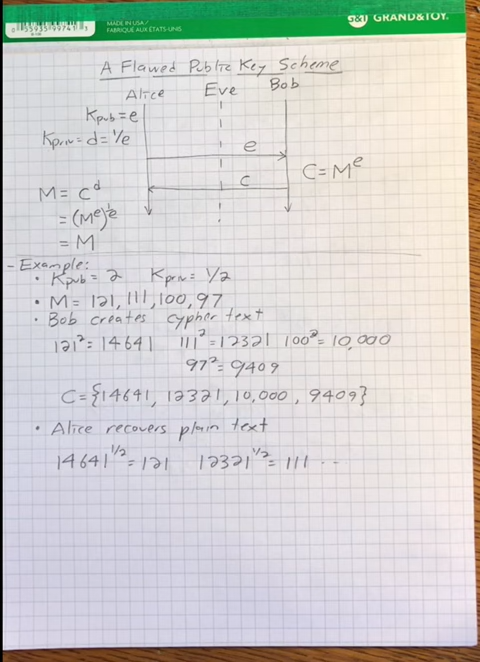 MADE IN USA /
FABRIQUÉ AUX ÉTATS-UNIS
G&T GRAND&TOY.
A Flawed Public Key Scheme
Alice Eve Bob
Kpub = e
Kpriv = d = 1/e
e
C = M^e
c
M = C^d
= (M^e)^1/e
= M
- Example:
• Kpub = 2 Kpriv = 1/2
• M = 121, 111, 100, 97
• Bob creates cypher text
121^2 = 14641 111^2 = 12321 100^2 = 10,000
97^2 = 9409
C = {14641, 12321, 10,000, 9409}
• Alice recovers plain text
14641^1/2 = 121 12321^1/2 = 111 ...